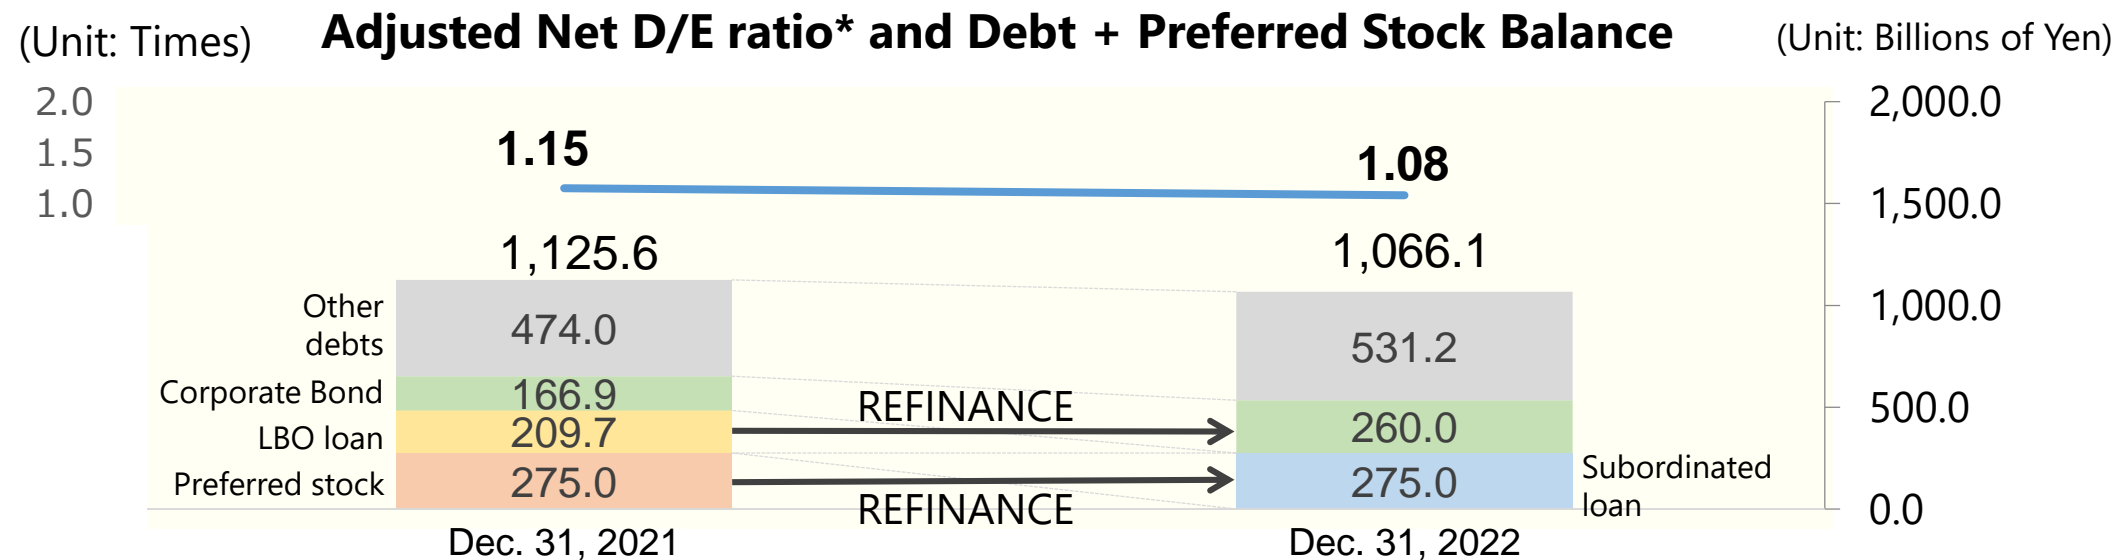 (Unit: Times)
Adjusted Net D/E ratio* and Debt + Preferred Stock Balance
(Unit: Billions of Yen)
2.0
1.5
1.0
1.15
1.08
2,000.0
1,500.0
1,000.0
500.0
0.0
1,125.6
1,066.1
Other
debts
474.0
531.2
Corporate Bond
166.9
REFINANCE
260.0
LBO loan
209.7
Preferred stock
275.0
REFINANCE
275.0
Subordinated
loan
Dec. 31, 2021
Dec. 31, 2022